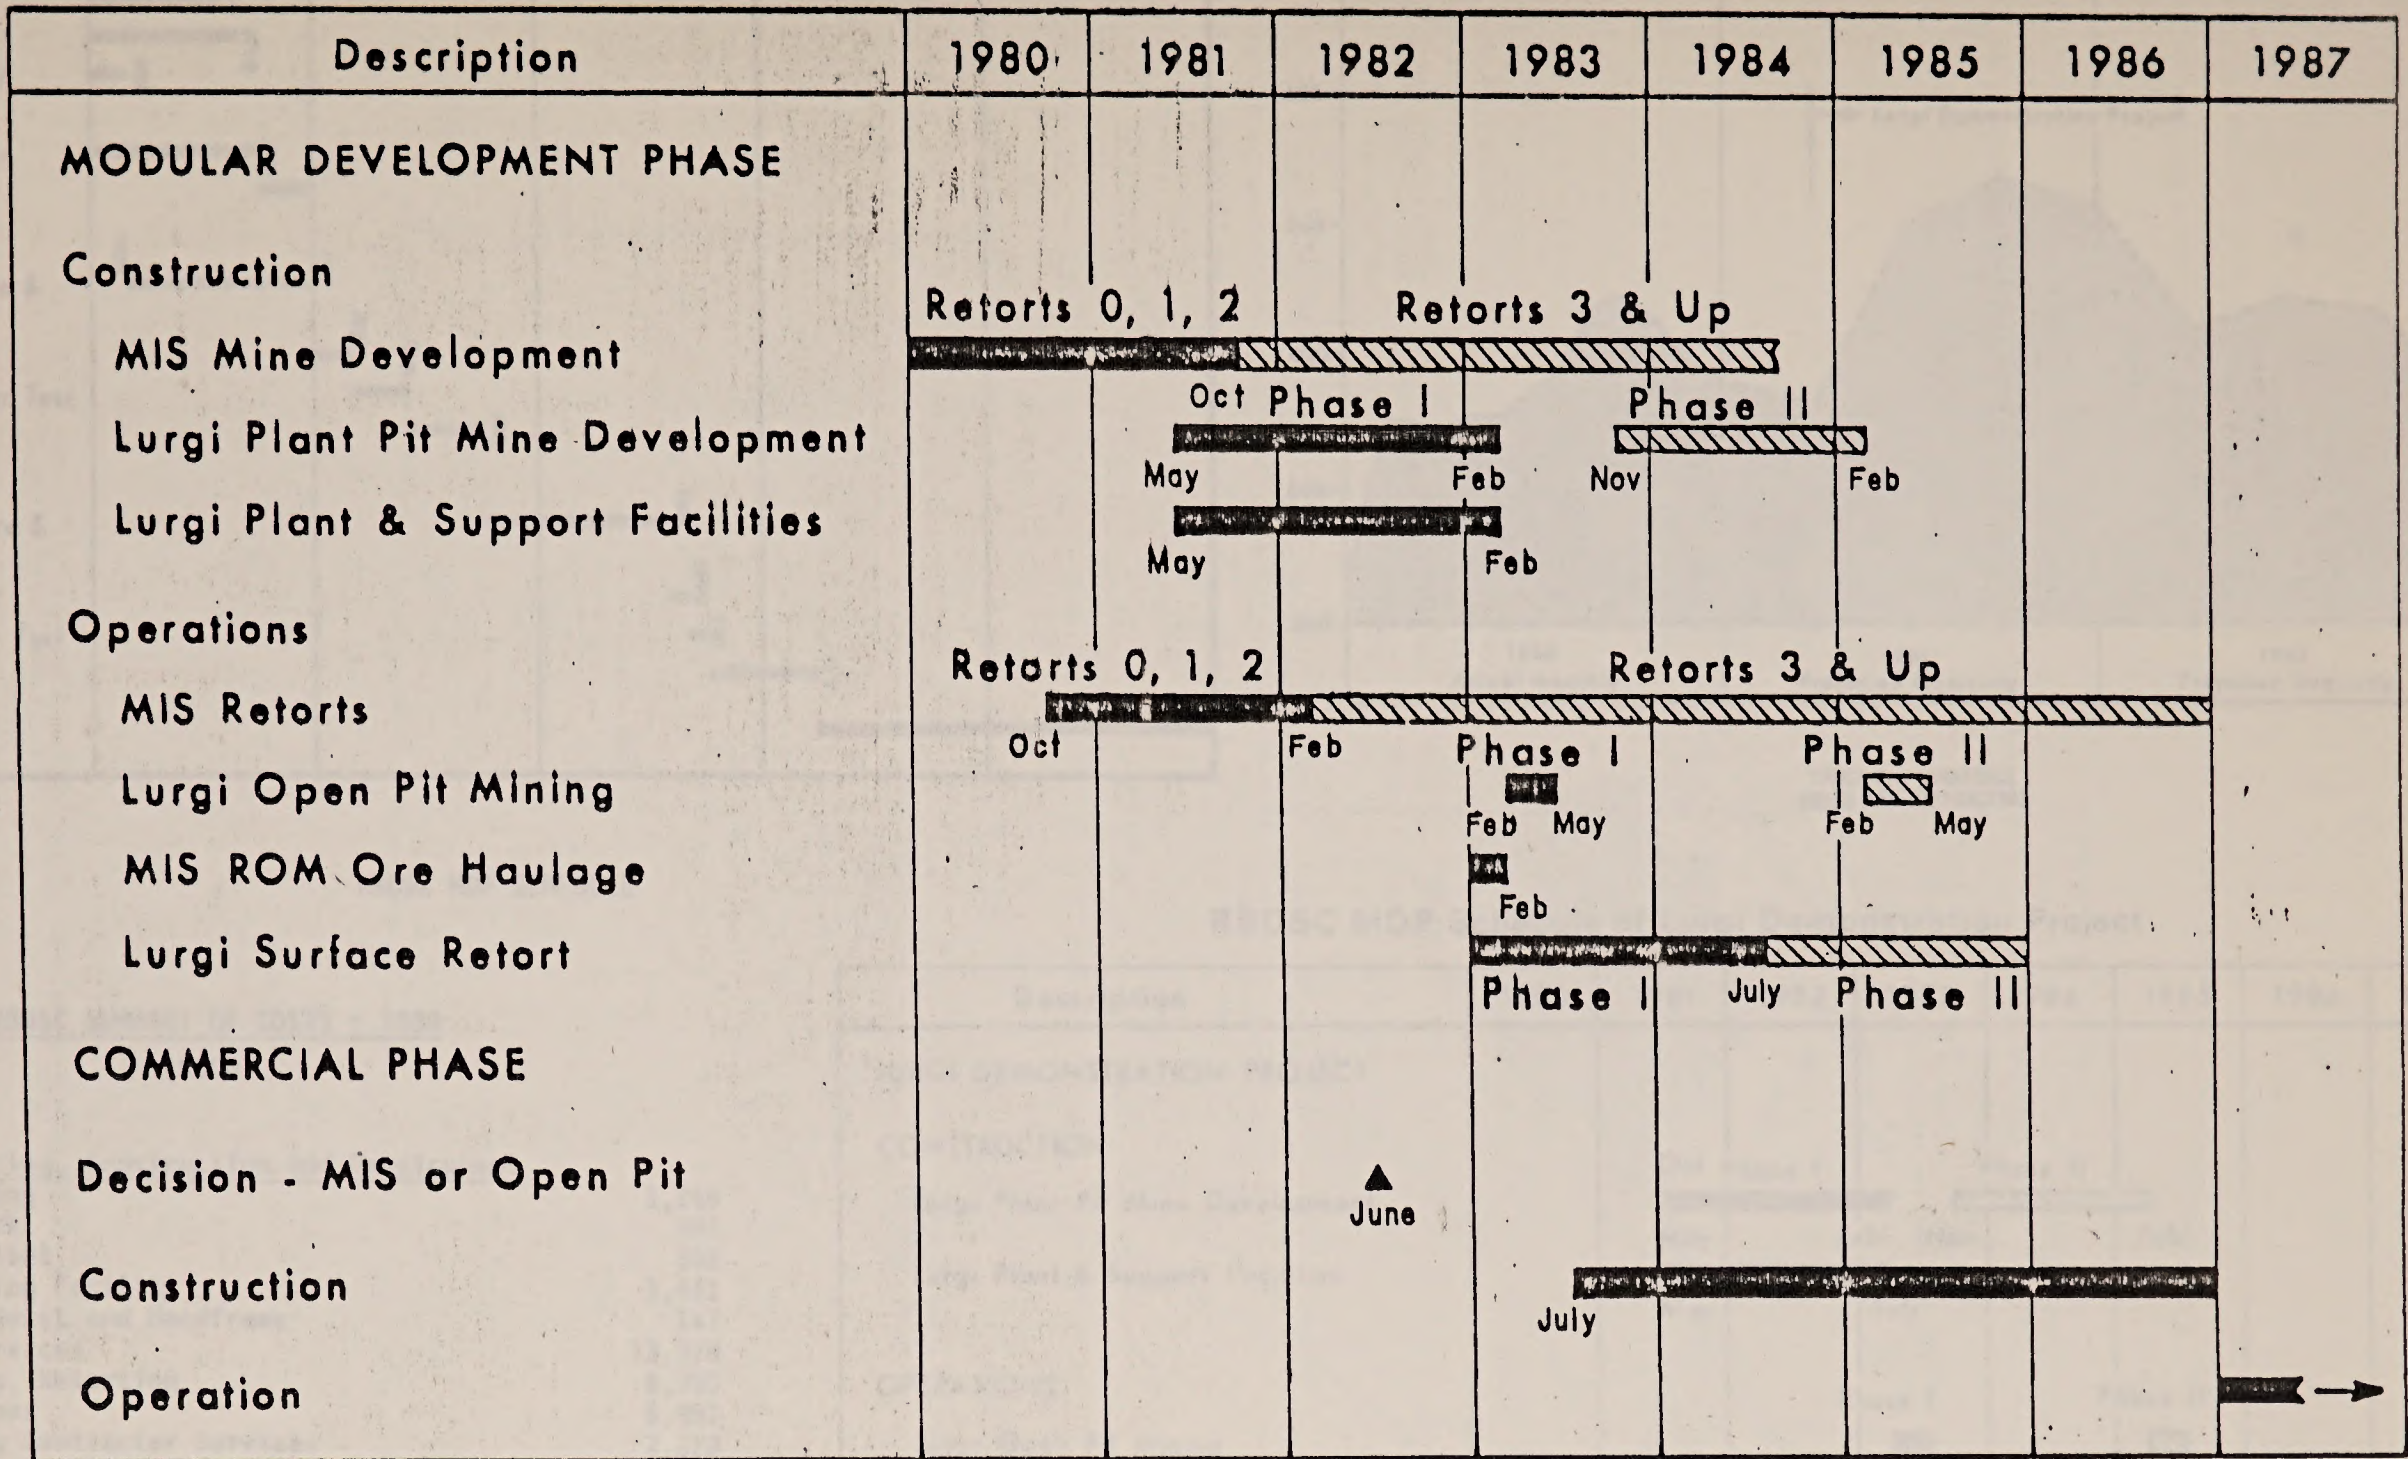 Description 1980 1981 1982 1983 1984 1985 1986 1987
MODULAR DEVELOPMENT PHASE
Construction
Retorts 0, 1, 2 Retorts 3 & Up
MIS Mine Development
Oct Phase I Phase II
Lurgi Plant Pit Mine Development
May Feb Nov Feb
Lurgi Plant & Support Facilities
May Feb
Operations
Retorts 0, 1, 2 Retorts 3 & Up
MIS Retorts
Oct Feb Phase I Phase II
Lurgi Open Pit Mining
Feb May Feb May
MIS ROM Ore Haulage
Feb
Lurgi Surface Retort
Phase I July Phase II
COMMERCIAL PHASE
Decision - MIS or Open Pit
June
Construction
July
Operation